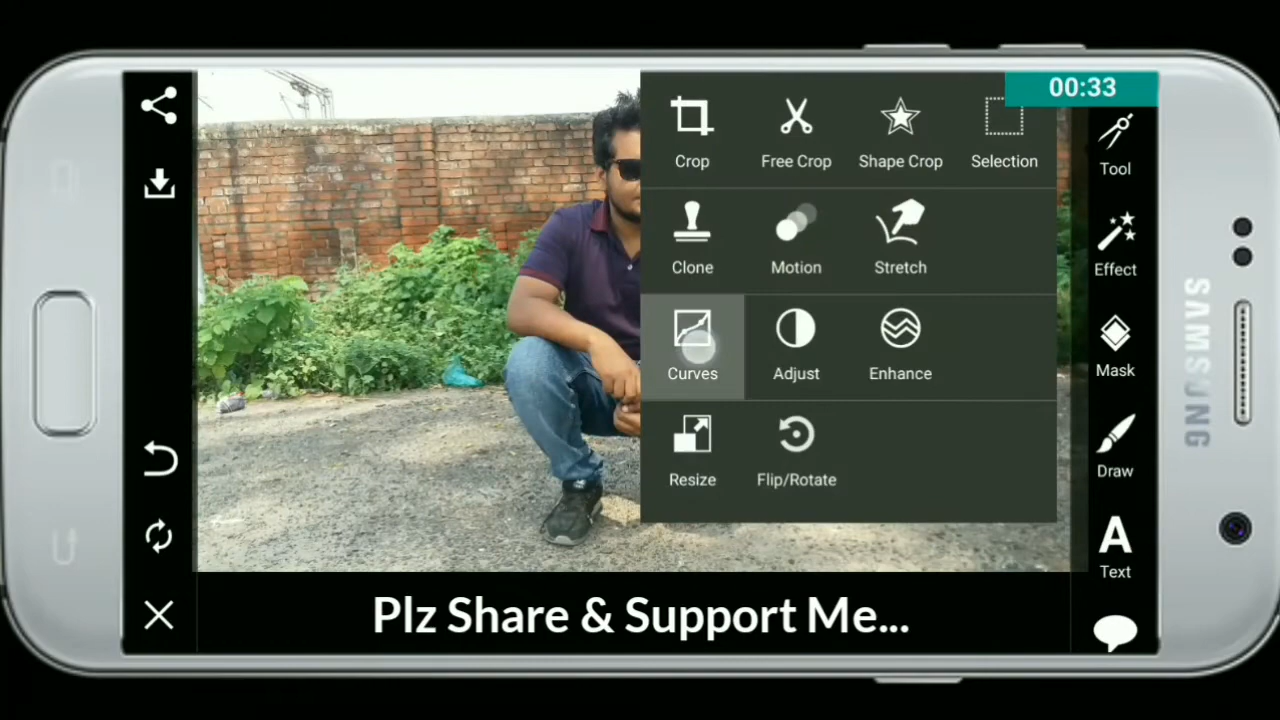 00:33
Crop
Free Crop
Shape Crop
Selection
Tool
Clone
Motion
Stretch
Effect
Curves
Adjust
Enhance
Mask
Resize
Flip/Rotate
Draw
Text
SAMSUNG
Plz Share & Support Me...